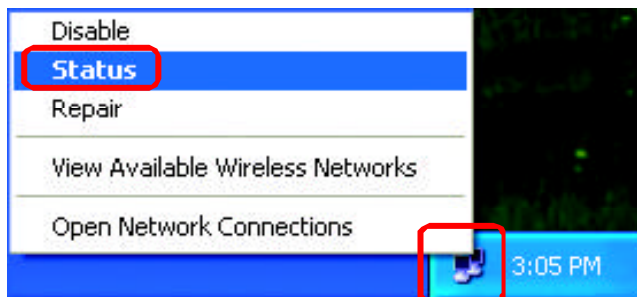 Disable
Status
Repair
View Available Wireless Networks
Open Network Connections
3:05 PM